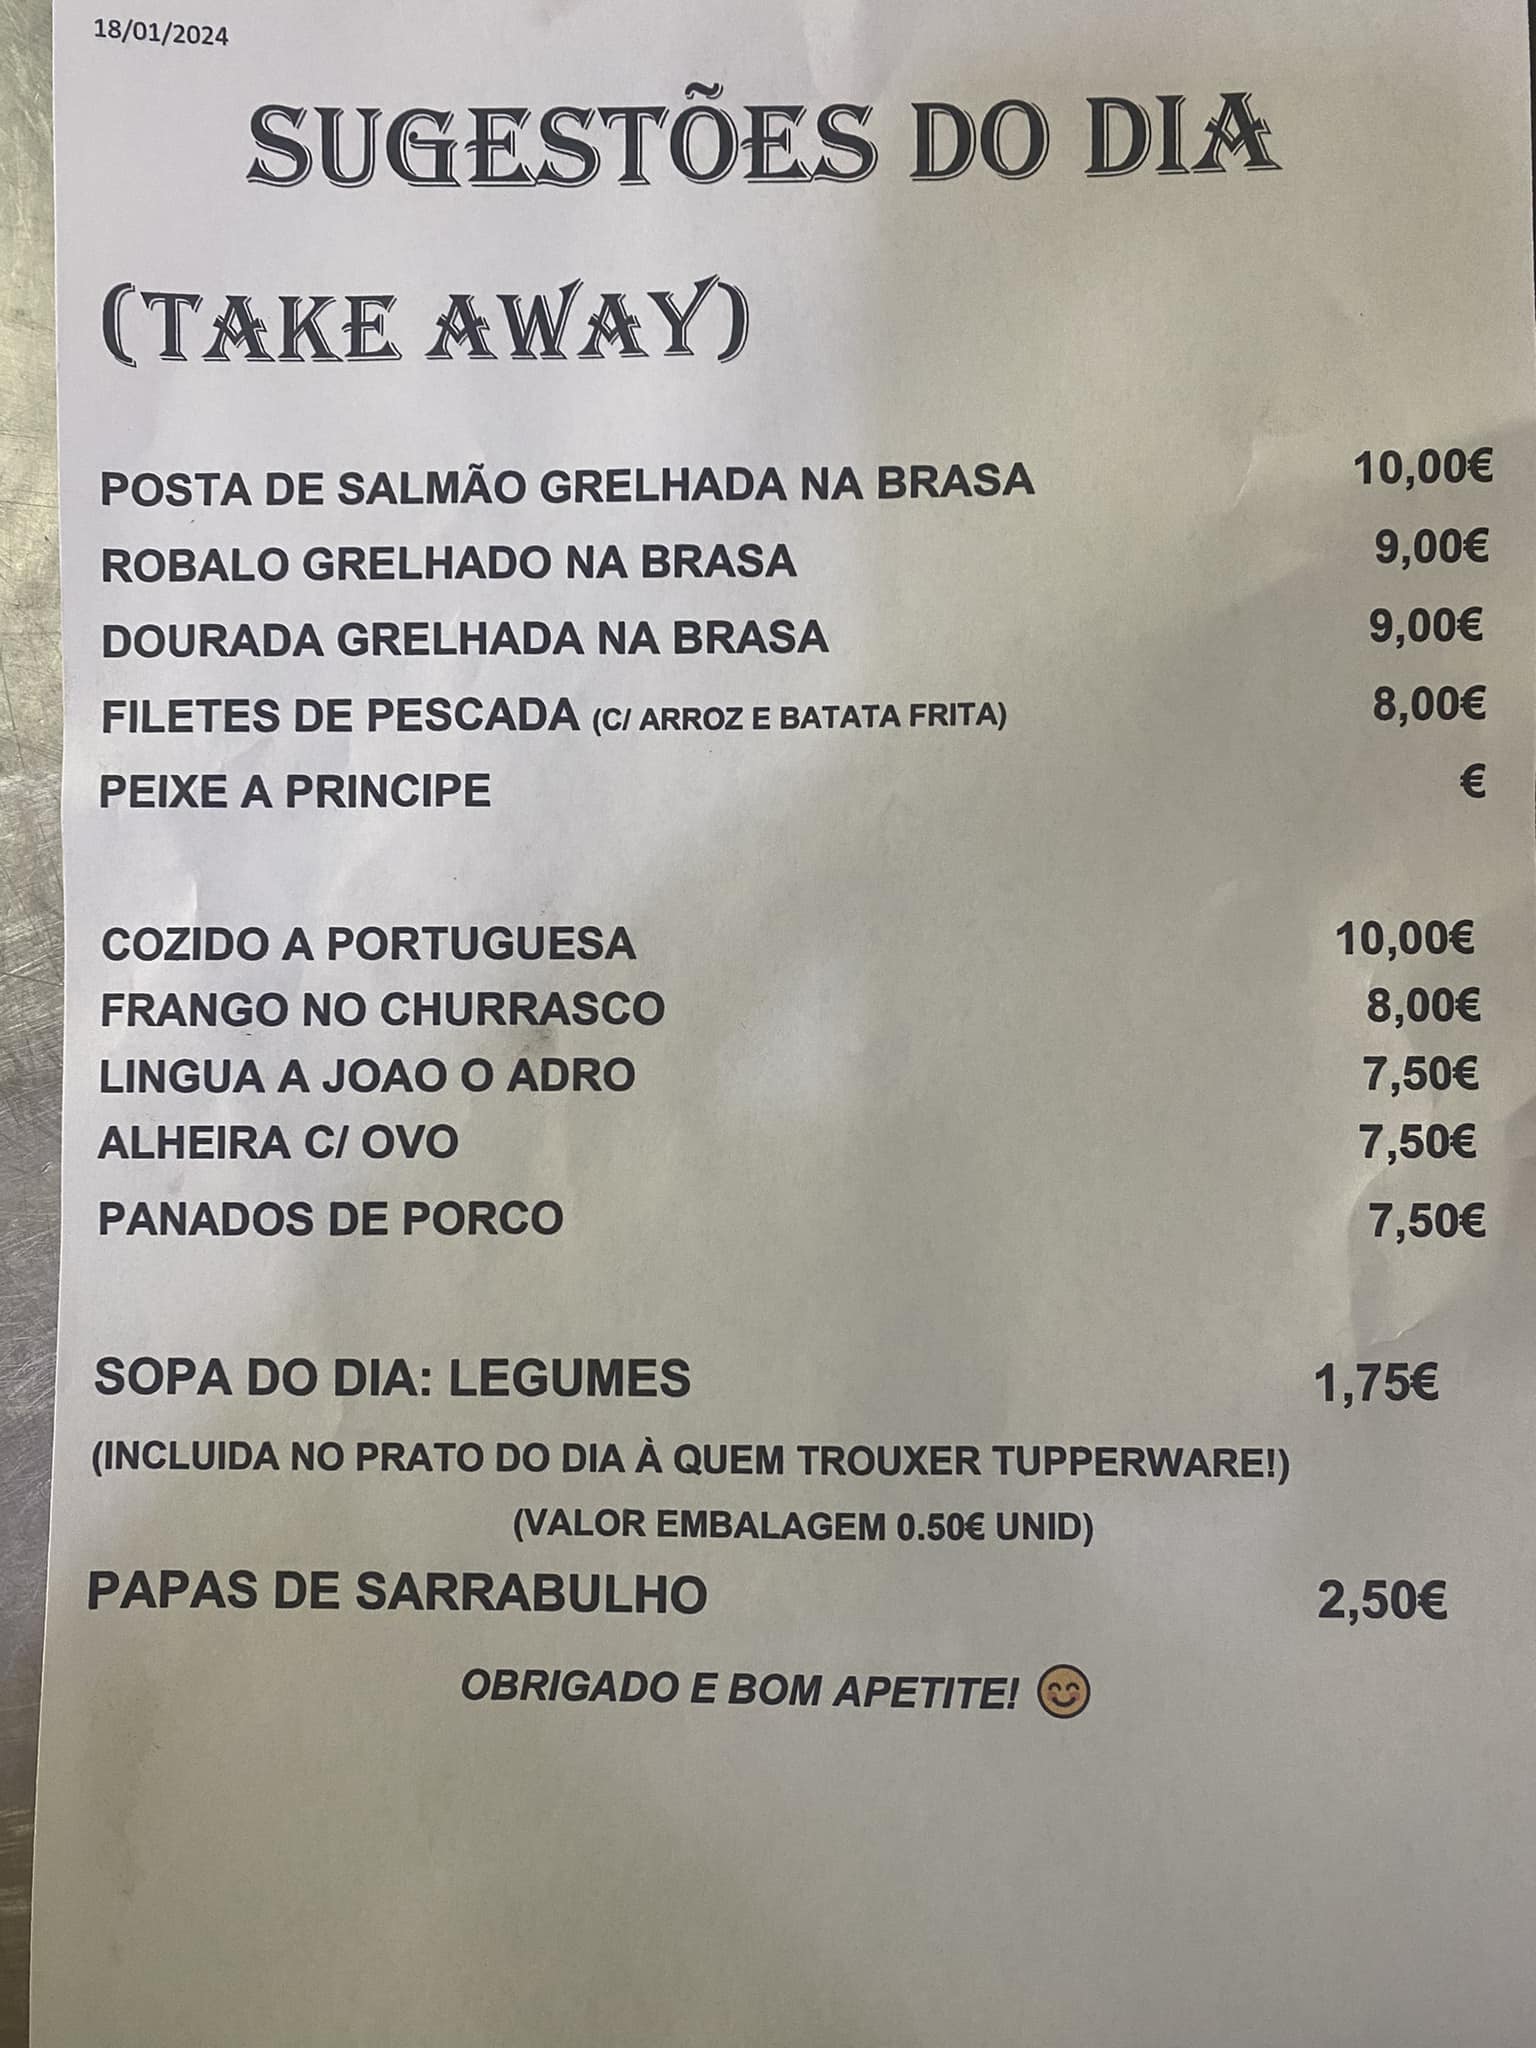 18/01/2024
SUGESTÕES DO DIA
(TAKE AWAY)
POSTA DE SALMÃO GRELHADA NA BRASA 10,00€
ROBALO GRELHADO NA BRASA 9,00€
DOURADA GRELHADA NA BRASA 9,00€
FILETES DE PESCADA (C/ ARROZ E BATATA FRITA) 8,00€
PEIXE A PRINCIPE €
COZIDO A PORTUGUESA 10,00€
FRANGO NO CHURRASCO 8,00€
LINGUA A JOAO O ADRO 7,50€
ALHEIRA C/ OVO 7,50€
PANADOS DE PORCO 7,50€
SOPA DO DIA: LEGUMES 1,75€
(INCLUIDA NO PRATO DO DIA À QUEM TROUXER TUPPERWARE!)
(VALOR EMBALAGEM 0.50€ UNID)
PAPAS DE SARRABULHO 2,50€
OBRIGADO E BOM APETITE! 😊